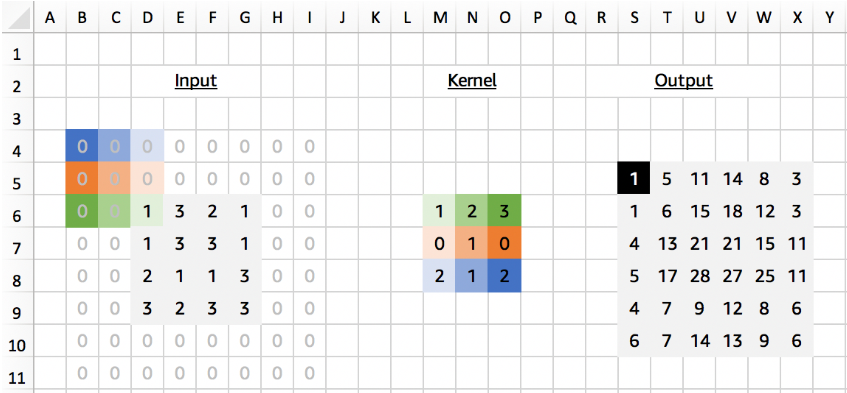 A B C D E F G H I J K L M N O P Q R S T U V W X Y
1
2 Input Kernel Output
3
4 0 0 0 0 0 0 0 0
5 0 0 0 0 0 0 0 0 1 5 11 14 8 3
6 0 0 1 3 2 1 0 0 1 2 3 1 6 15 18 12 3
7 0 0 1 3 3 1 0 0 0 1 0 4 13 21 21 15 11
8 0 0 2 1 1 3 0 0 2 1 2 5 17 28 27 25 11
9 0 0 3 2 3 3 0 0 4 7 9 12 8 6
10 0 0 0 0 0 0 0 0 6 7 14 13 9 6
11 0 0 0 0 0 0 0 0